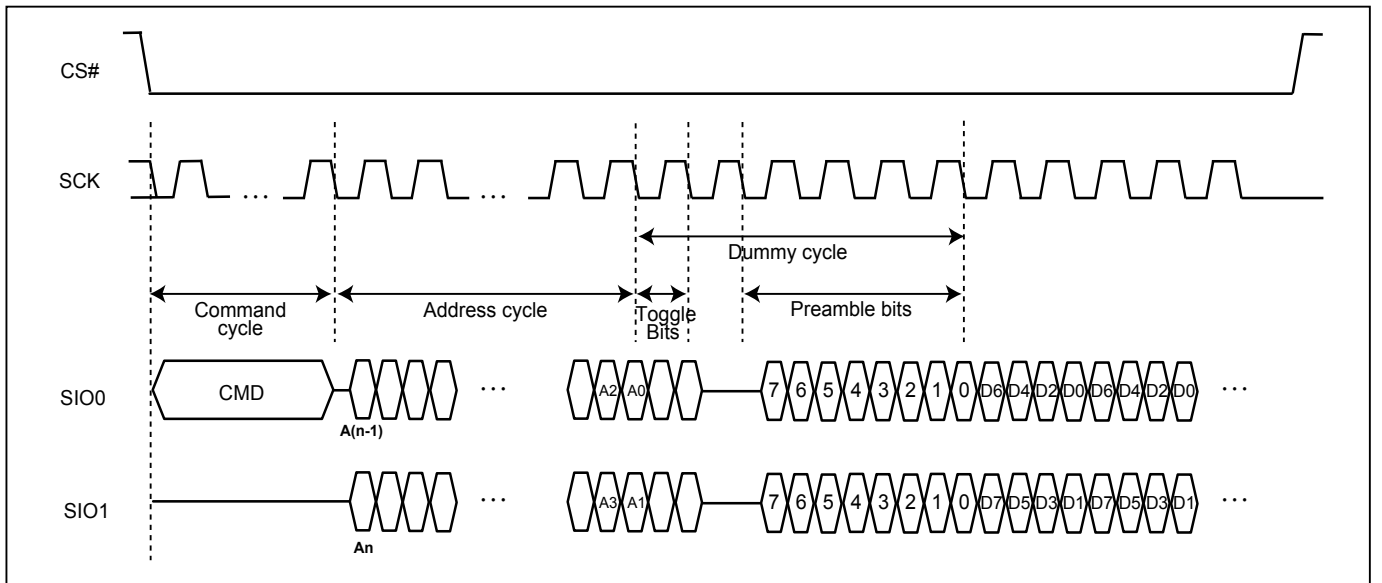 CS#
SCK
... ...
Dummy cycle
Command cycle
Address cycle
Toggle Bits
Preamble bits
SIO0
CMD
A(n-1)
...
A2 A0
7 6 5 4 3 2 1 0 D6 D4 D2 D0 D6 D4 D2 D0
...
SIO1
An
...
A3 A1
7 6 5 4 3 2 1 0 D7 D5 D3 D1 D7 D5 D3 D1
...